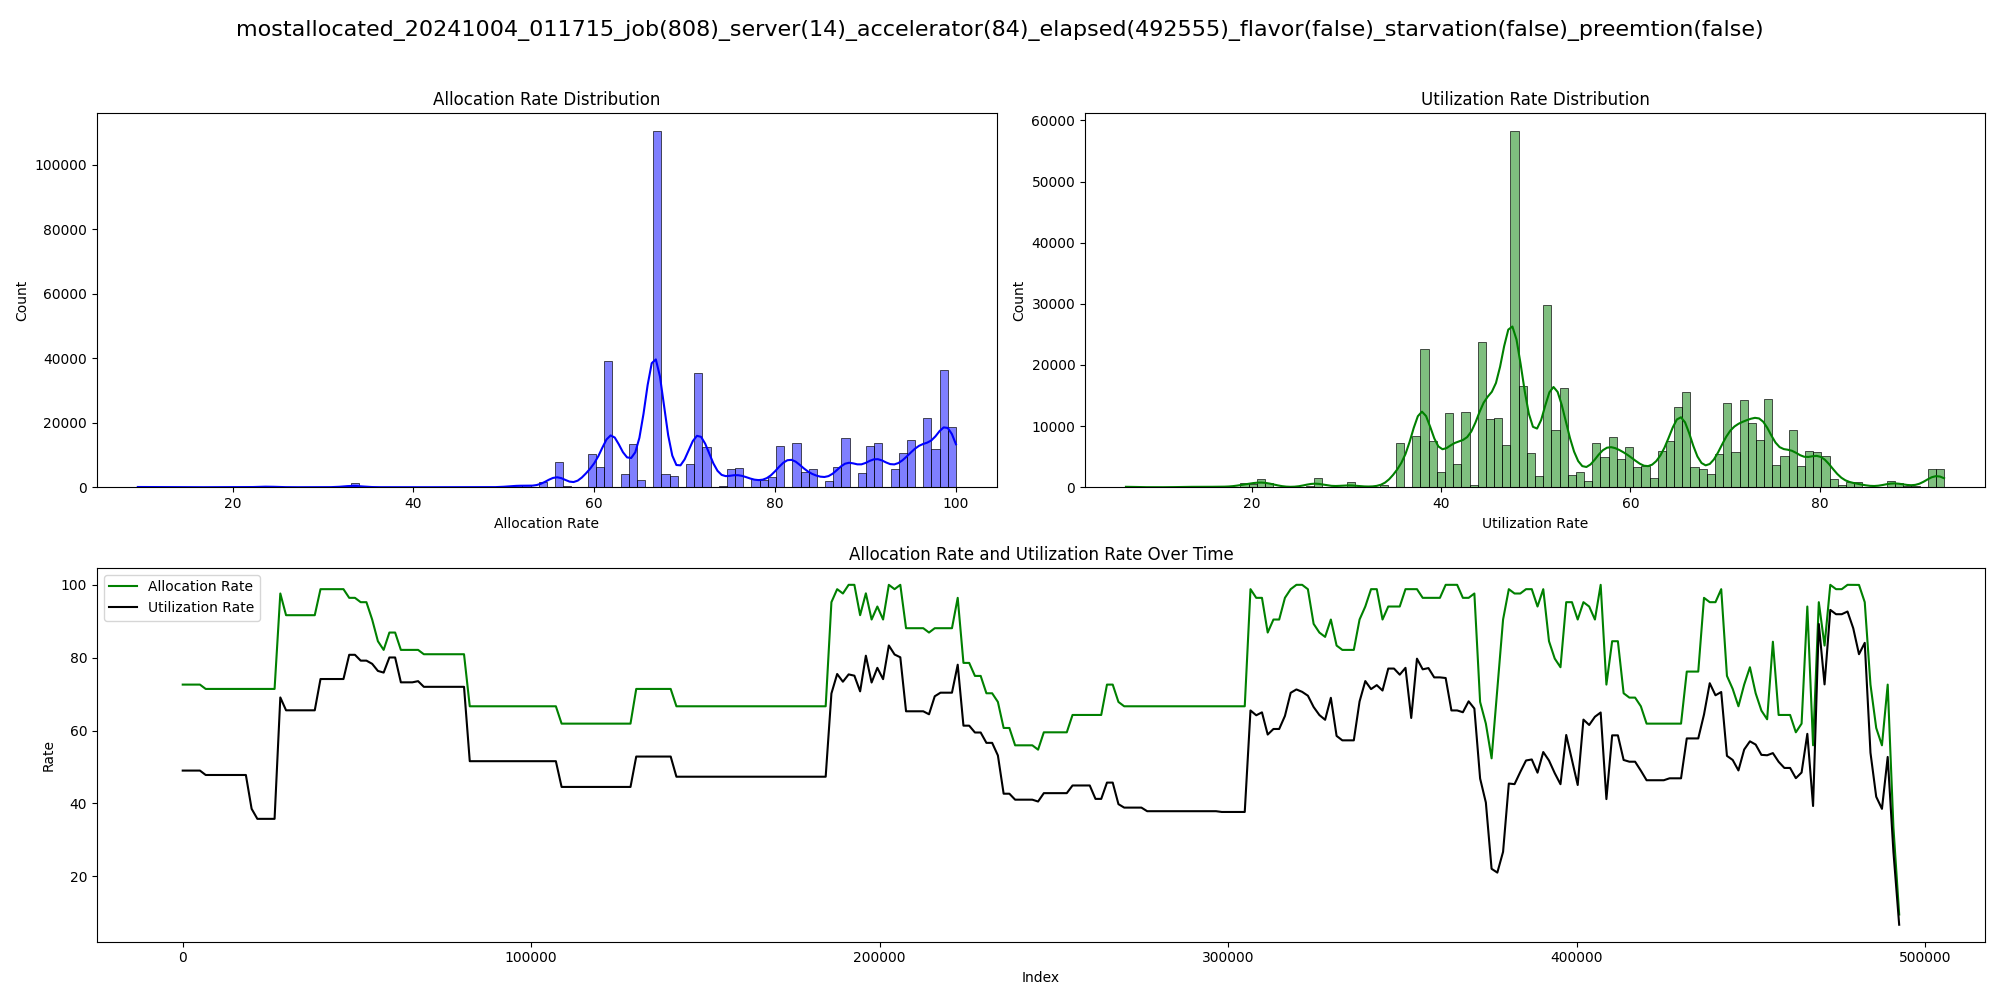 mostallocated_20241004_011715_job(808)_server(14)_accelerator(84)_elapsed(492555)_flavor(false)_starvation(false)_preemtion(false)
Allocation Rate Distribution
Count
100000
80000
60000
40000
20000
0
20
40
60
80
100
Allocation Rate
Utilization Rate Distribution
Count
60000
50000
40000
30000
20000
10000
0
20
40
60
80
Utilization Rate
Allocation Rate and Utilization Rate Over Time
Allocation Rate
Utilization Rate
Rate
100
80
60
40
20
0
100000
200000
300000
400000
500000
Index